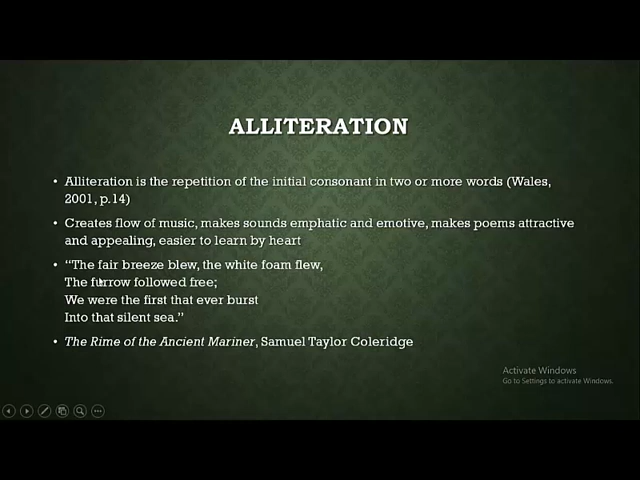 ALLITERATION
• Alliteration is the repetition of the initial consonant in two or more words (Wales,
2001, p.14)
• Creates flow of music, makes sounds emphatic and emotive, makes poems attractive
and appealing, easier to learn by heart
• “The fair breeze blew, the white foam flew,
The furrow followed free;
We were the first that ever burst
Into that silent sea.”
• The Rime of the Ancient Mariner, Samuel Taylor Coleridge
Activate Windows
Go to Settings to activate Windows.